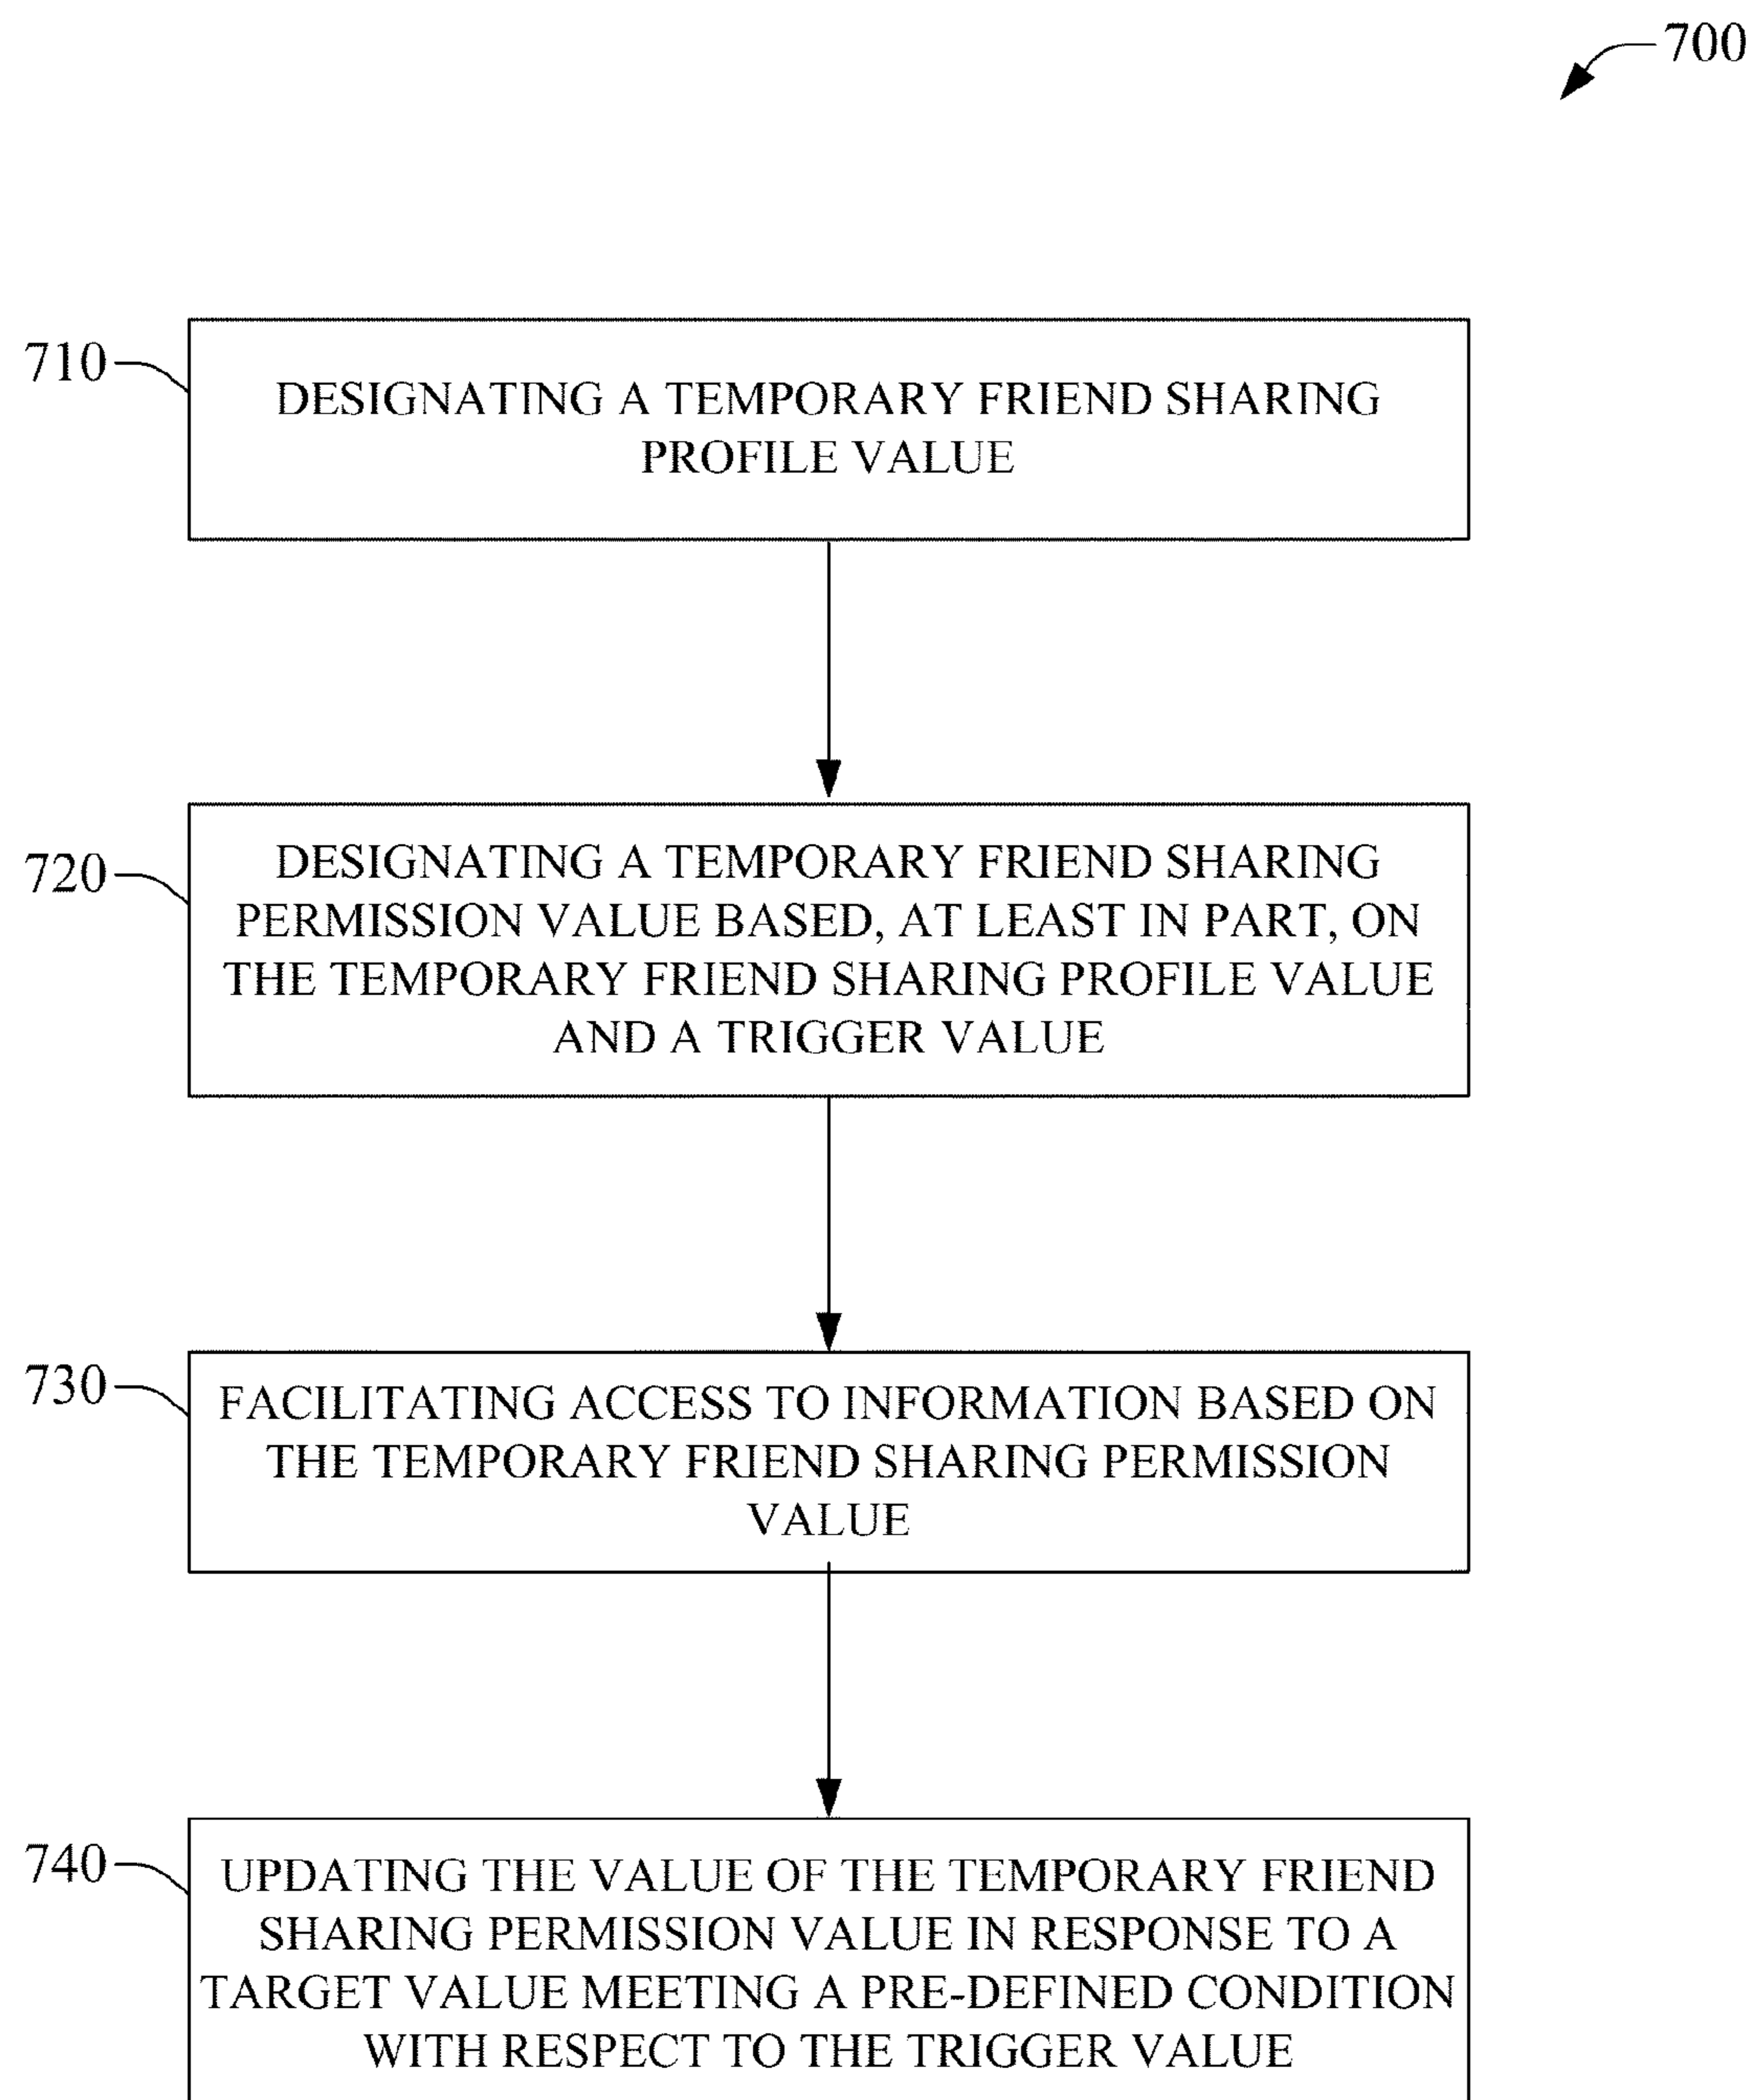 700
710
DESIGNATING A TEMPORARY FRIEND SHARING
PROFILE VALUE
720
DESIGNATING A TEMPORARY FRIEND SHARING
PERMISSION VALUE BASED, AT LEAST IN PART, ON
THE TEMPORARY FRIEND SHARING PROFILE VALUE
AND A TRIGGER VALUE
730
FACILITATING ACCESS TO INFORMATION BASED ON
THE TEMPORARY FRIEND SHARING PERMISSION
VALUE
740
UPDATING THE VALUE OF THE TEMPORARY FRIEND
SHARING PERMISSION VALUE IN RESPONSE TO A
TARGET VALUE MEETING A PRE-DEFINED CONDITION
WITH RESPECT TO THE TRIGGER VALUE